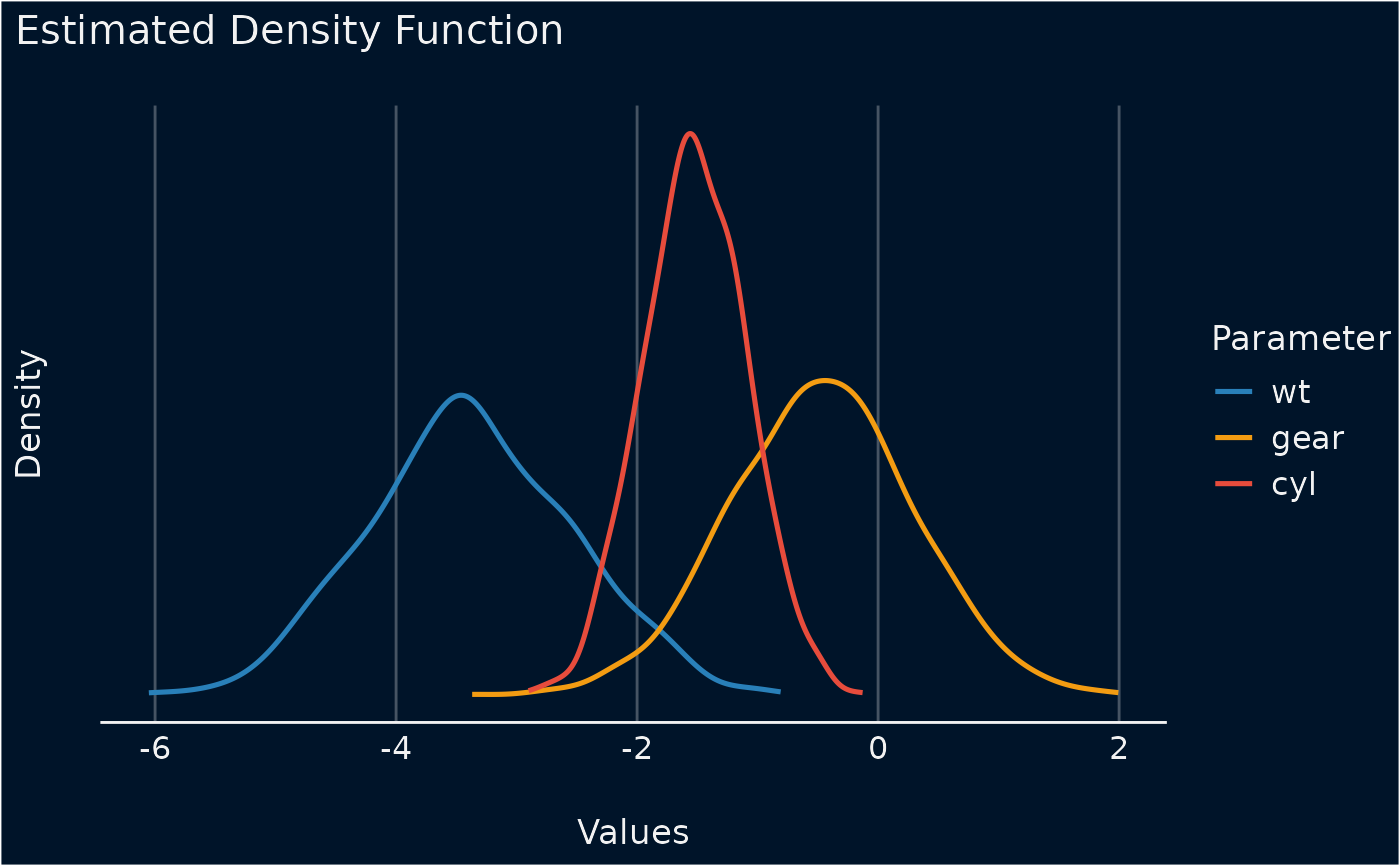 Estimated Density Function
Density
Parameter
wt
gear
cyl
-6 -4 -2 0 2
Values